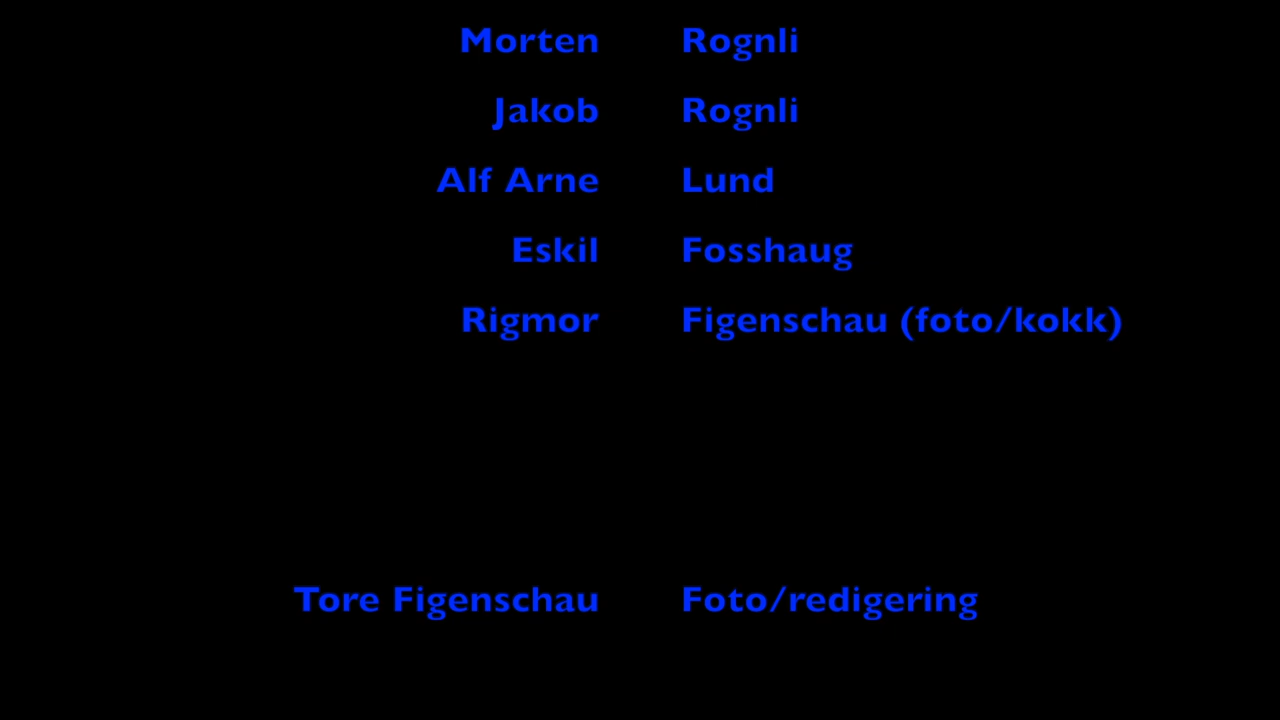 Morten Rognli
Jakob Rognli
Alf Arne Lund
Eskil Fosshaug
Rigmor Figenschau (foto/kokk)
Tore Figenschau Foto/redigering